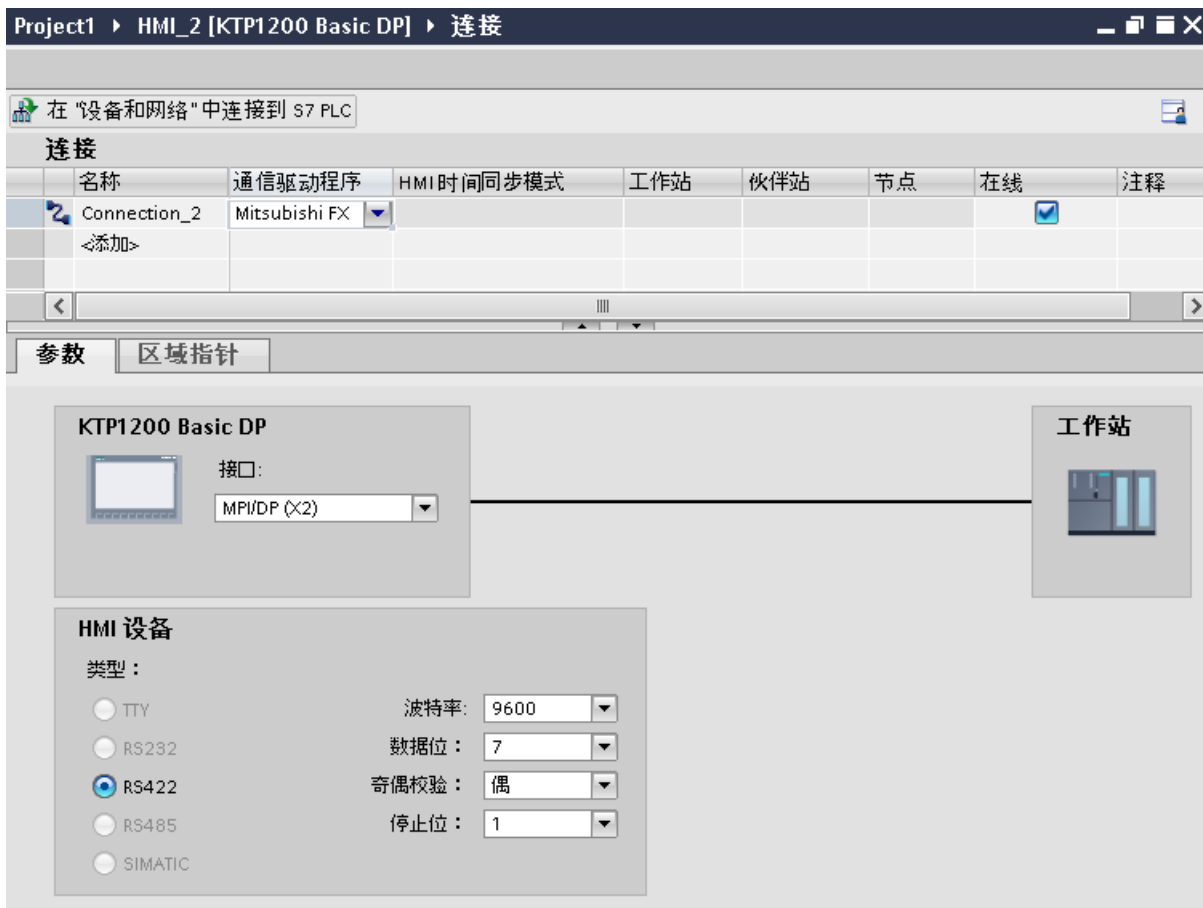 Project1 ▸ HMI_2 [KTP1200 Basic DP] ▸ 连接
在 "设备和网络" 中连接到 S7 PLC
连接
名称 通信驱动程序 HMI时间同步模式 工作站 伙伴站 节点 在线 注释
Connection_2 Mitsubishi FX
<添加>
参数 区域指针
KTP1200 Basic DP
接口:
MPI/DP (X2)
工作站
HMI 设备
类型：
TTY 波特率: 9600
RS232 数据位： 7
RS422 奇偶校验： 偶
RS485 停止位： 1
SIMATIC